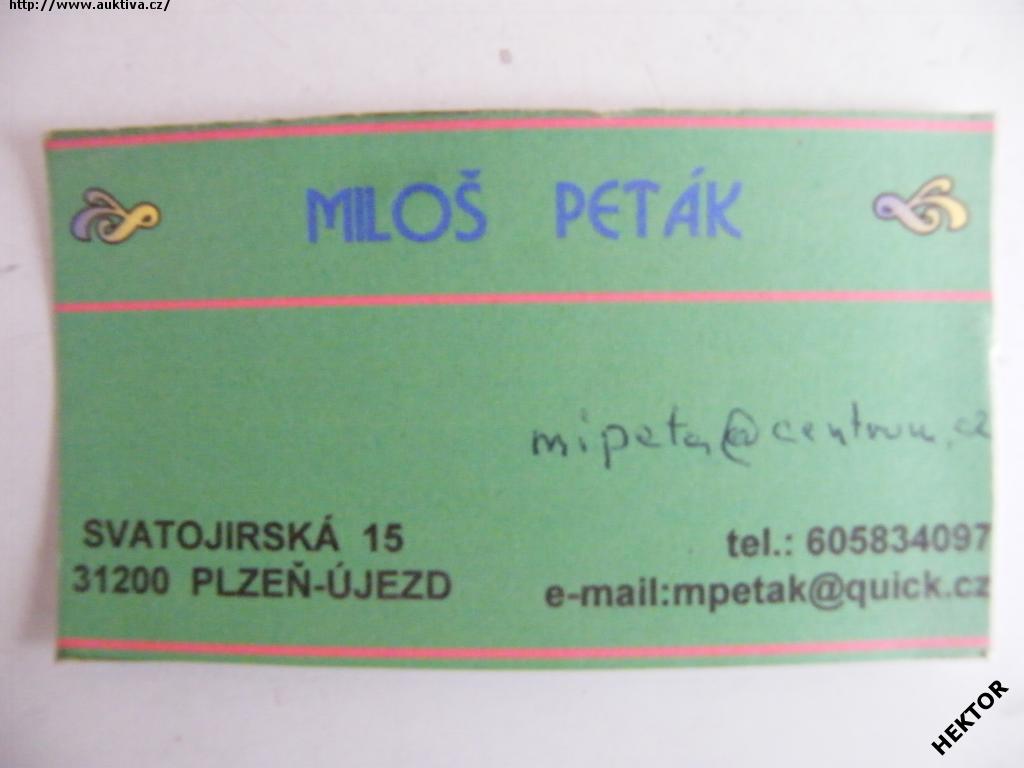 http://www.auktiva.cz/
MILOŠ PETÁK
mipeta@centrum.cz
SVATOJIRSKÁ 15
31200 PLZEŇ-ÚJEZD
tel.: 605834097
e-mail:mpetak@quick.cz
HEKTOR